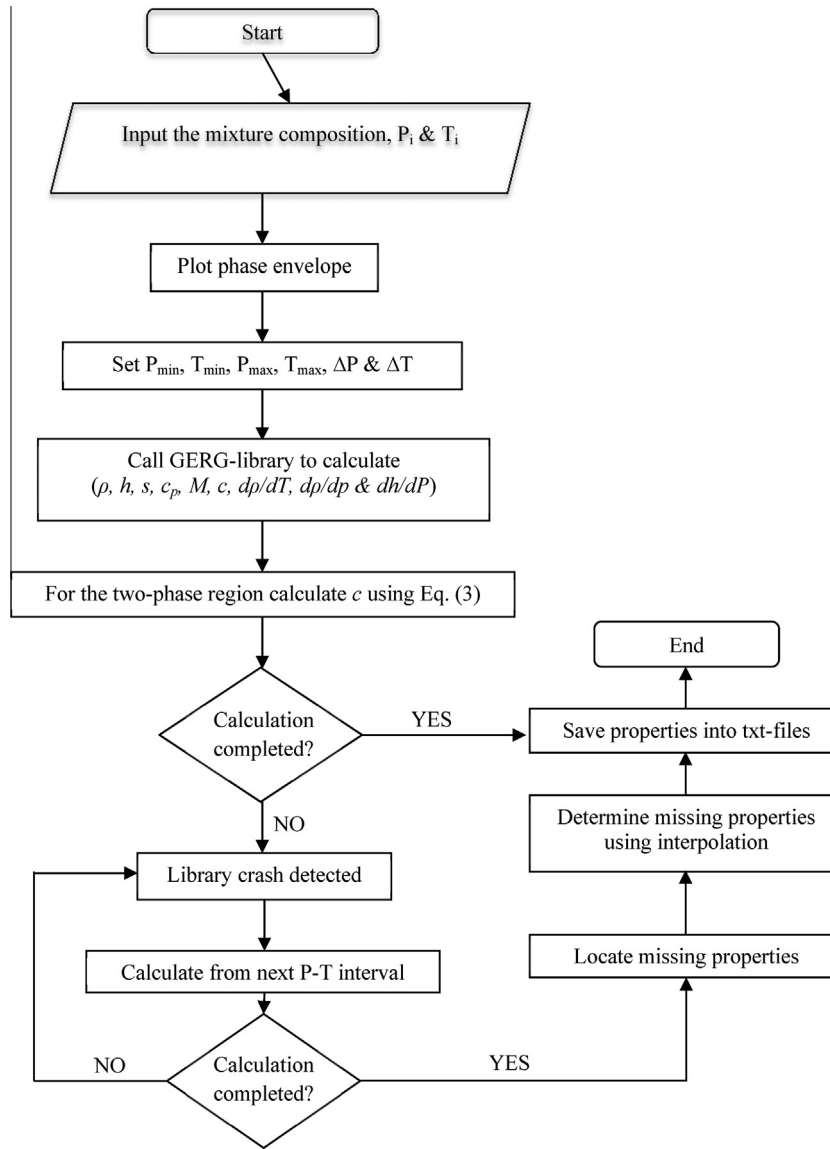 Start
Input the mixture composition, Pi & Ti
Plot phase envelope
Set Pmin, Tmin, Pmax, Tmax, ΔP & ΔT
Call GERG-library to calculate
(ρ, h, s, cp, M, c, dρ/dT, dρ/dp & dh/dP)
For the two-phase region calculate c using Eq. (3)
Calculation
completed?
YES
NO
Library crash detected
Calculate from next P-T interval
Calculation
completed?
NO
YES
Locate missing properties
Determine missing properties
using interpolation
Save properties into txt-files
End